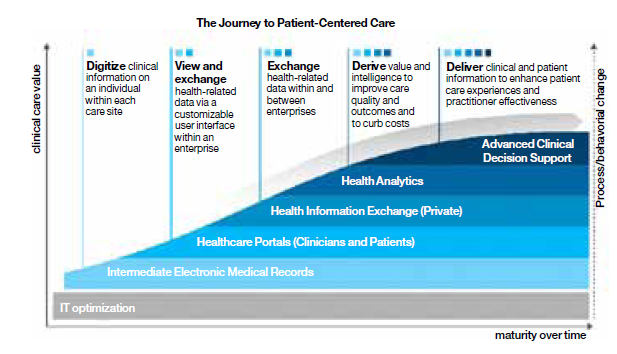 The Journey to Patient-Centered Care
Digitize clinical
information on
an individual
within each
care site
View and
exchange
health-related
data via a
customizable
user interface
within an
enterprise
Exchange
health-related
data within and
between
enterprises
Derive value and
intelligence to
improve care
quality and
outcomes and
to curb costs
Deliver clinical and patient
information to enhance patient
care experiences and
practitioner effectiveness
clinical care value
Process/behavorial change
Advanced Clinical
Decision Support
Health Analytics
Health Information Exchange (Private)
Healthcare Portals (Clinicians and Patients)
Intermediate Electronic Medical Records
IT optimization
maturity over time